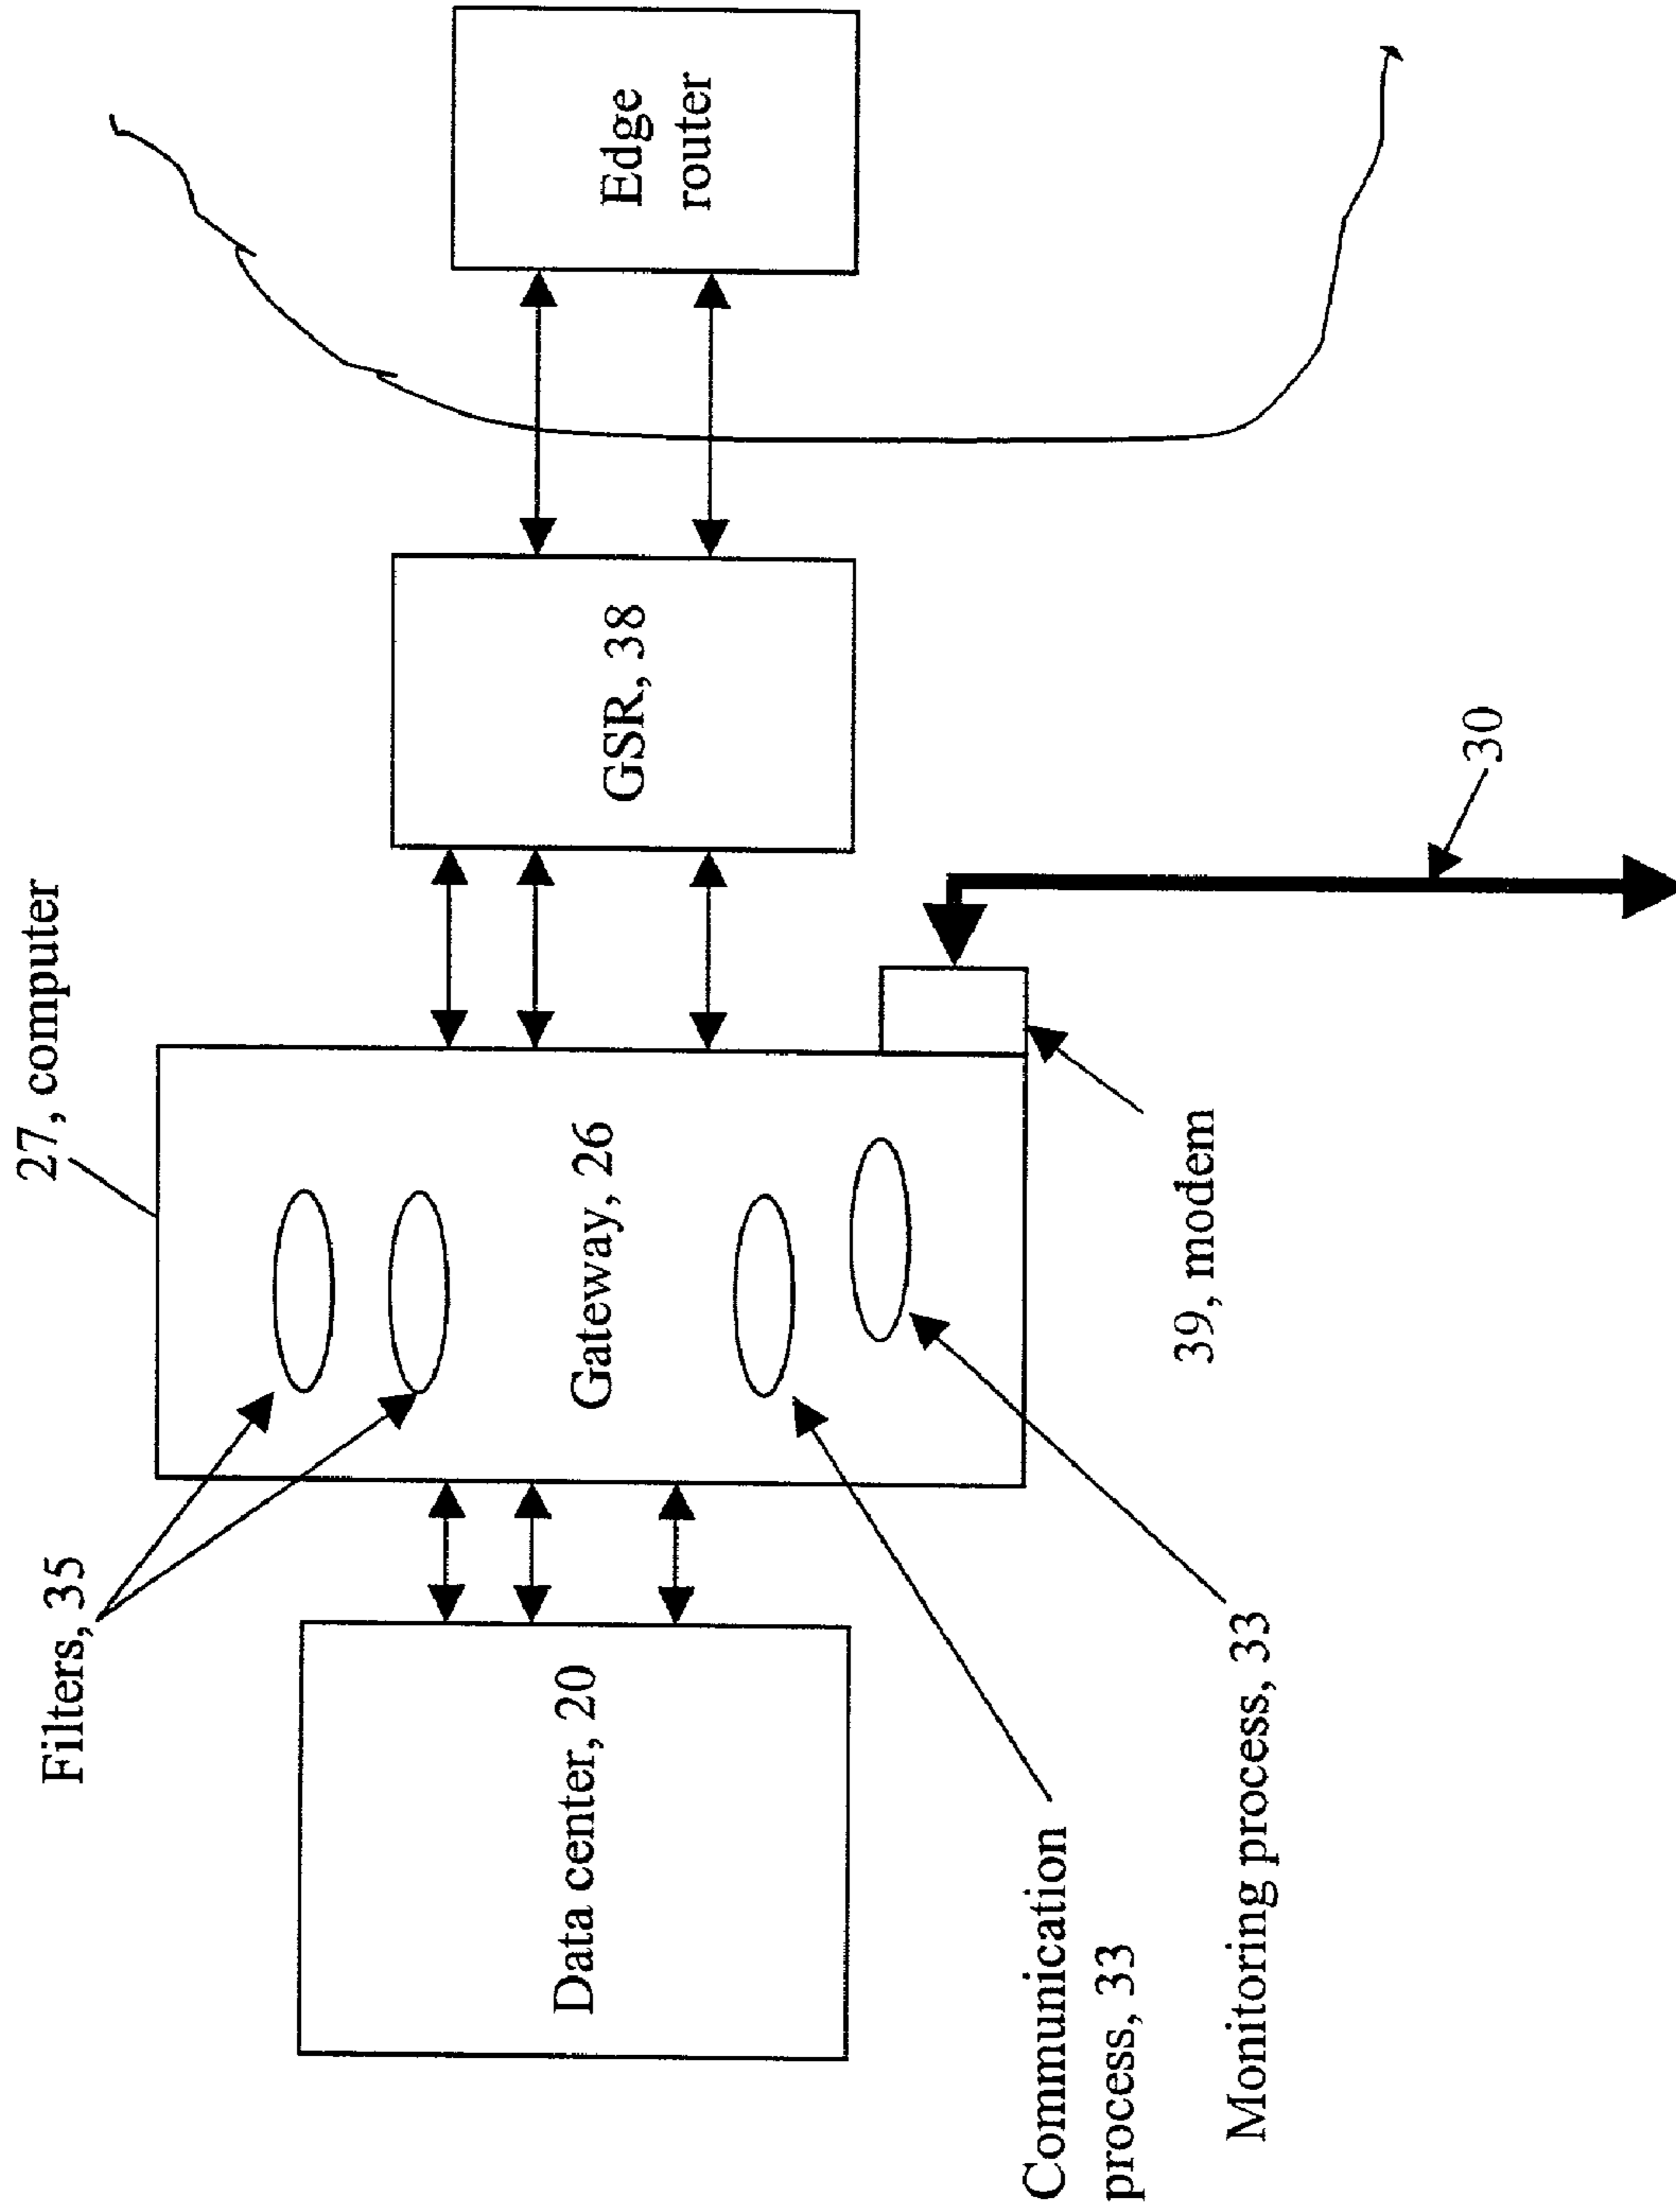 27, computer
Filters, 35
Data center, 20
Gateway, 26
GSR, 38
Edge
router
Communication
process, 33
Monitoring process, 33
39, modem
30